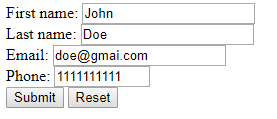 First name: John
Last name: Doe
Email: doe@gmai.com
Phone: 1111111111
Submit Reset